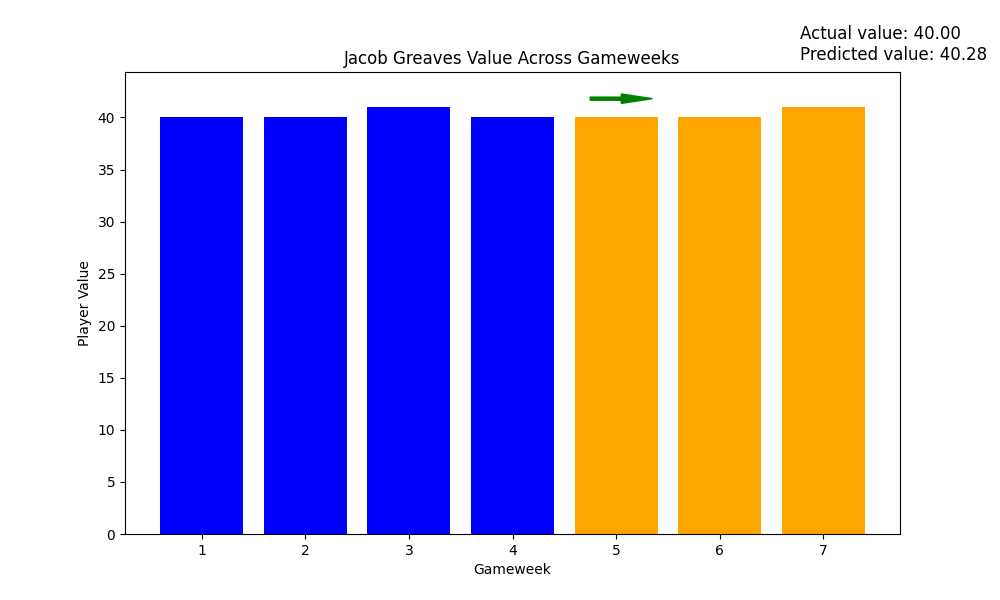 Actual value: 40.00
Predicted value: 40.28
Jacob Greaves Value Across Gameweeks
Player Value
40
35
30
25
20
15
10
5
0
1 2 3 4 5 6 7
Gameweek